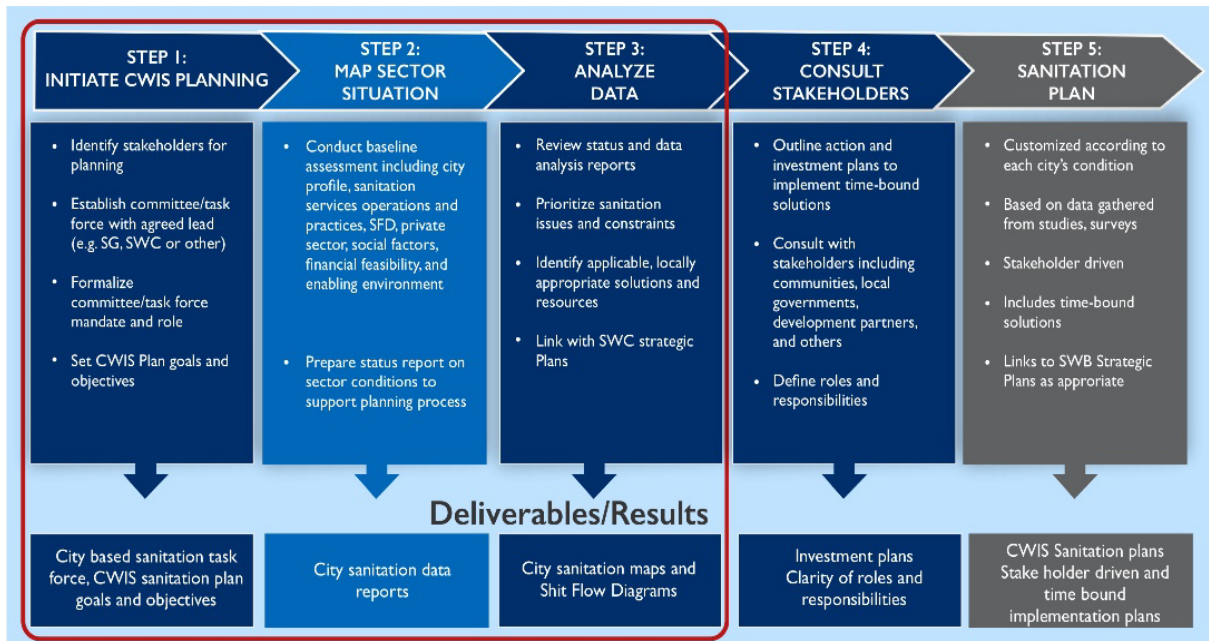 STEP 1:
INITIATE CWIS PLANNING
STEP 2:
MAP SECTOR
SITUATION
STEP 3:
ANALYZE
DATA
STEP 4:
CONSULT
STAKEHOLDERS
STEP 5:
SANITATION
PLAN
• Identify stakeholders for
planning
• Establish committee/task
force with agreed lead
(e.g. SG, SWC or other)
• Formalize
committee/task force
mandate and role
• Set CWIS Plan goals and
objectives
• Conduct baseline
assessment including city
profile, sanitation
services operations and
practices, SFD, private
sector, social factors,
financial feasibility, and
enabling environment
• Prepare status report on
sector conditions to
support planning process
• Review status and data
analysis reports
• Prioritize sanitation
issues and constraints
• Identify applicable, locally
appropriate solutions and
resources
• Link with SWC strategic
Plans
• Outline action and
investment plans to
implement time-bound
solutions
• Consult with
stakeholders including
communities, local
governments,
development partners,
and others
• Define roles and
responsibilities
• Customized according to
each city's condition
• Based on data gathered
from studies, surveys
• Stakeholder driven
• Includes time-bound
solutions
• Links to SWB Strategic
Plans as approriate
Deliverables/Results
City based sanitation task
force, CWIS sanitation plan
goals and objectives
City sanitation data
reports
City sanitation maps and
Shit Flow Diagrams
Investment plans
Clarity of roles and
responsibilities
CWIS Sanitation plans
Stake holder driven and
time bound
implementation plans